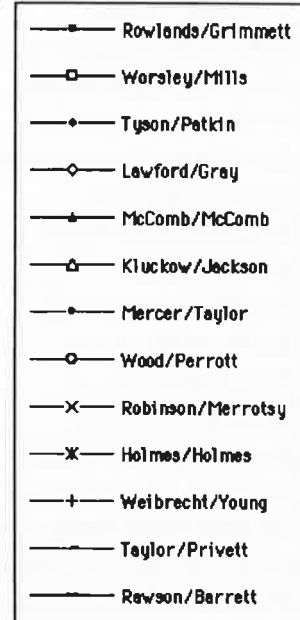 Rowlands/Grimmett
Worsley/Mills
Tyson/Patkin
Lawford/Gray
McComb/McComb
Kluckow/Jackson
Mercer/Taylor
Wood/Perrott
Robinson/Merrotsy
Holmes/Holmes
Weibrecht/Young
Taylor/Privett
Rawson/Barrett